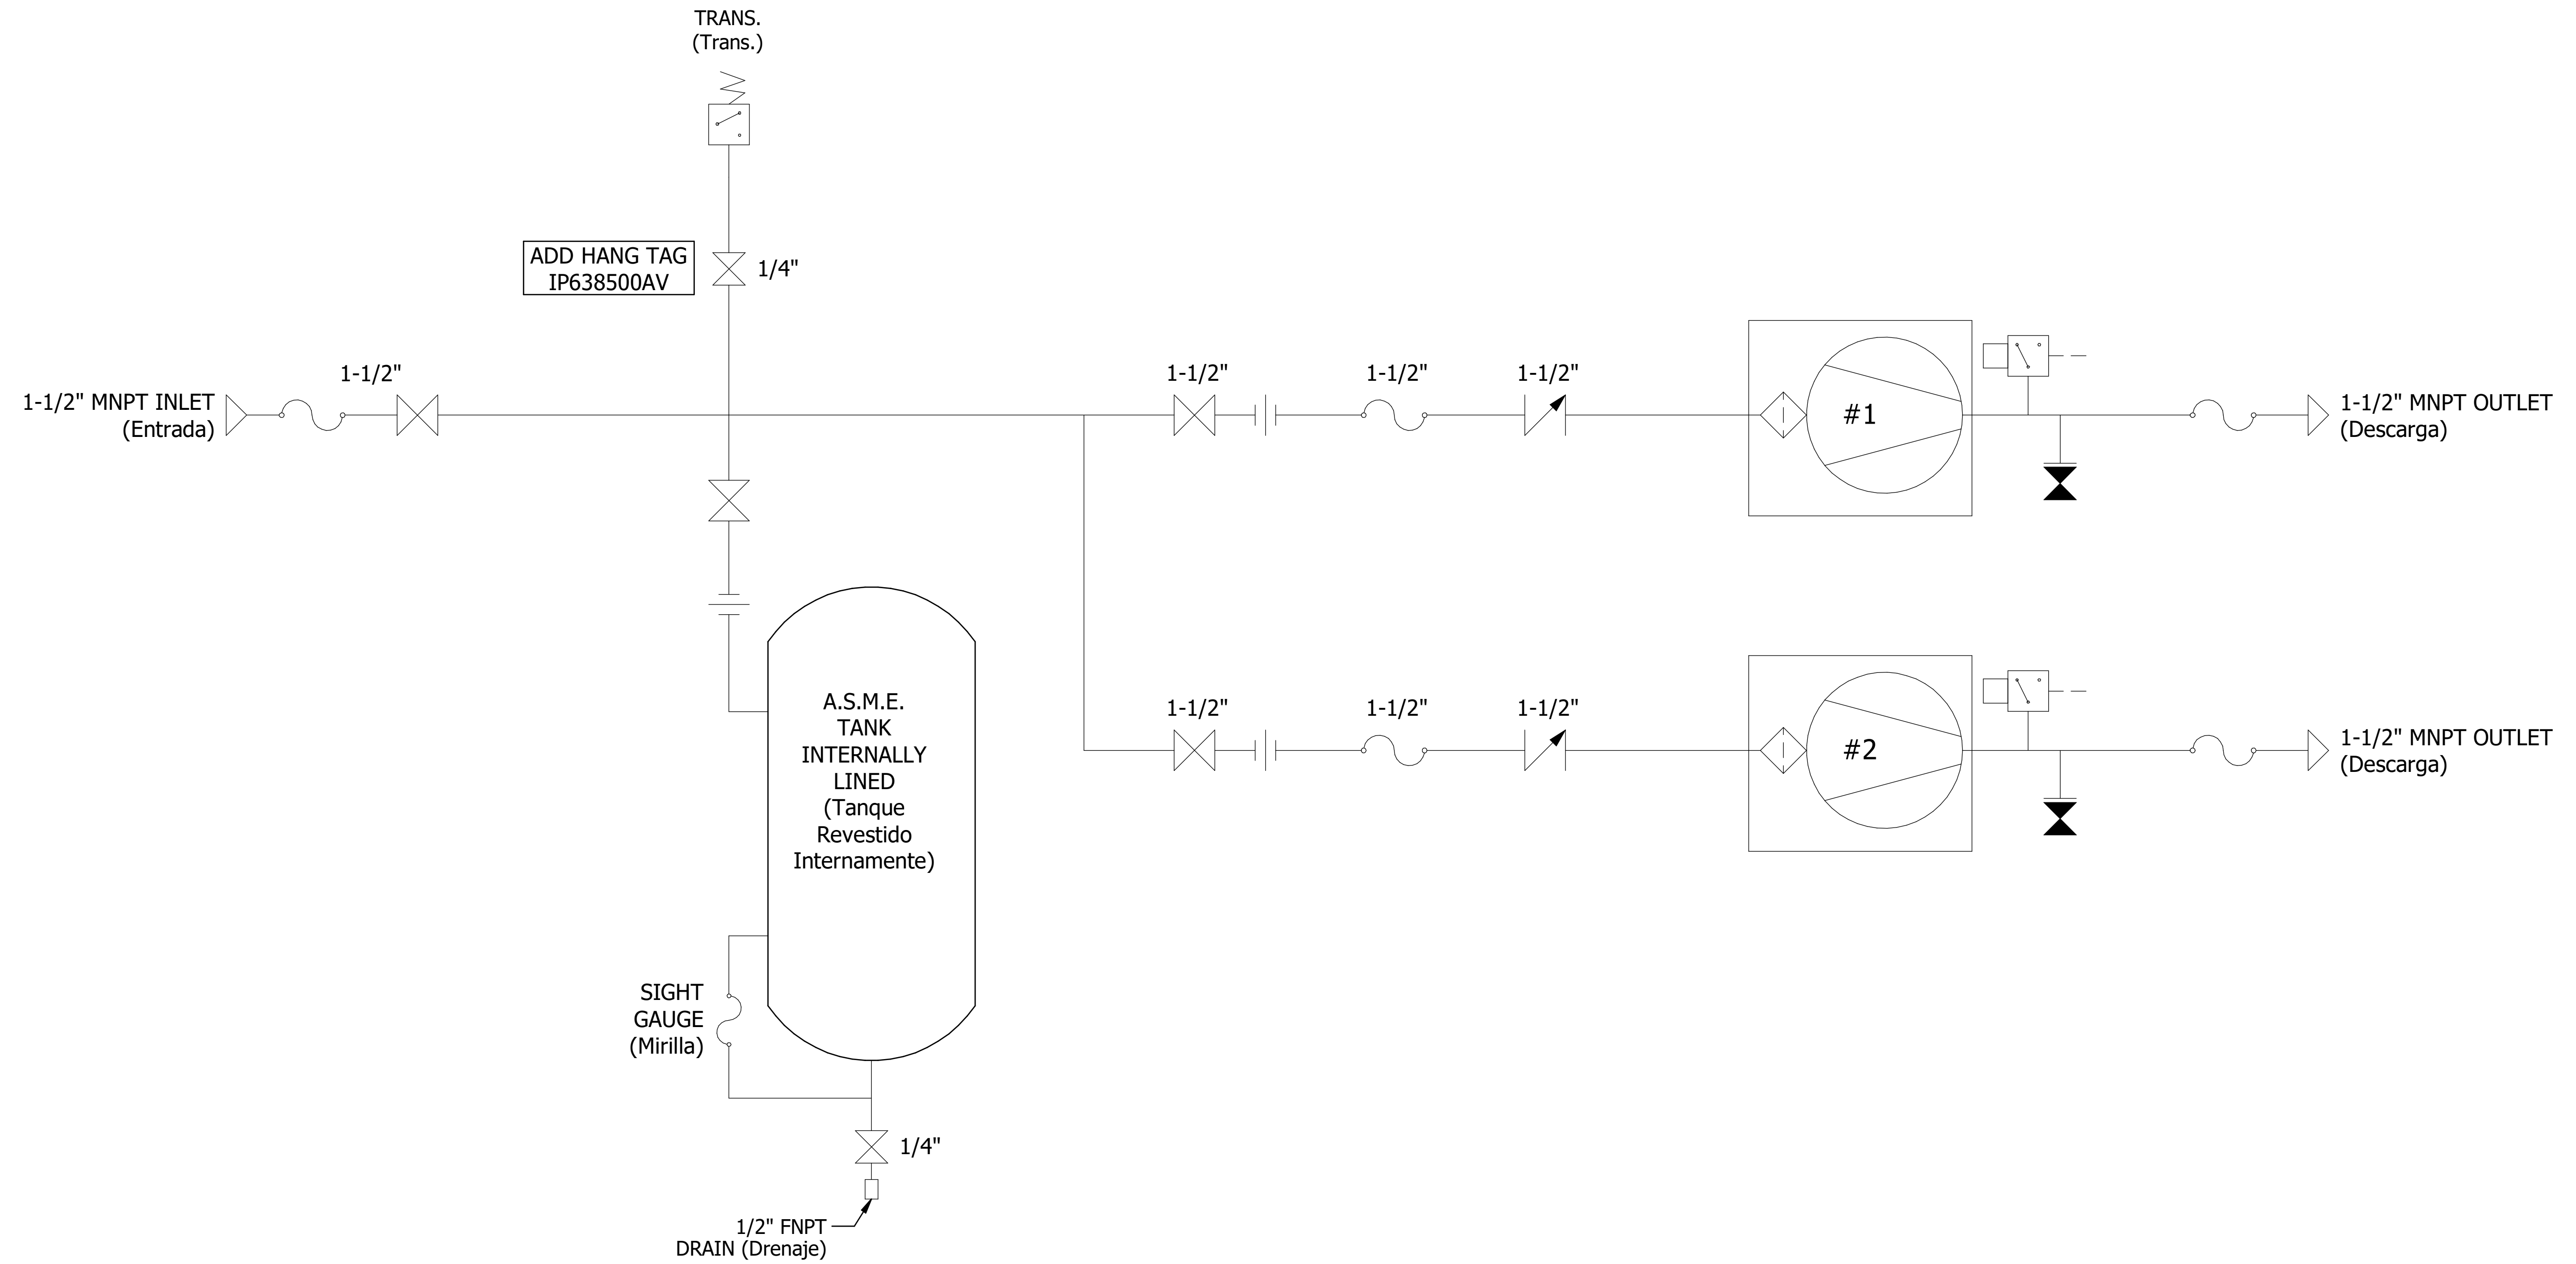 TRANS.
(Trans.)
ADD HANG TAG
IP638500AV
1/4"
1-1/2" MNPT INLET
(Entrada)
1-1/2"
1-1/2"
1-1/2"
1-1/2"
#1
1-1/2" MNPT OUTLET
(Descarga)
A.S.M.E.
TANK
INTERNALLY
LINED
(Tanque
Revestido
Internamente)
1-1/2"
1-1/2"
1-1/2"
#2
1-1/2" MNPT OUTLET
(Descarga)
SIGHT
GAUGE
(Mirilla)
1/4"
1/2" FNPT
DRAIN (Drenaje)